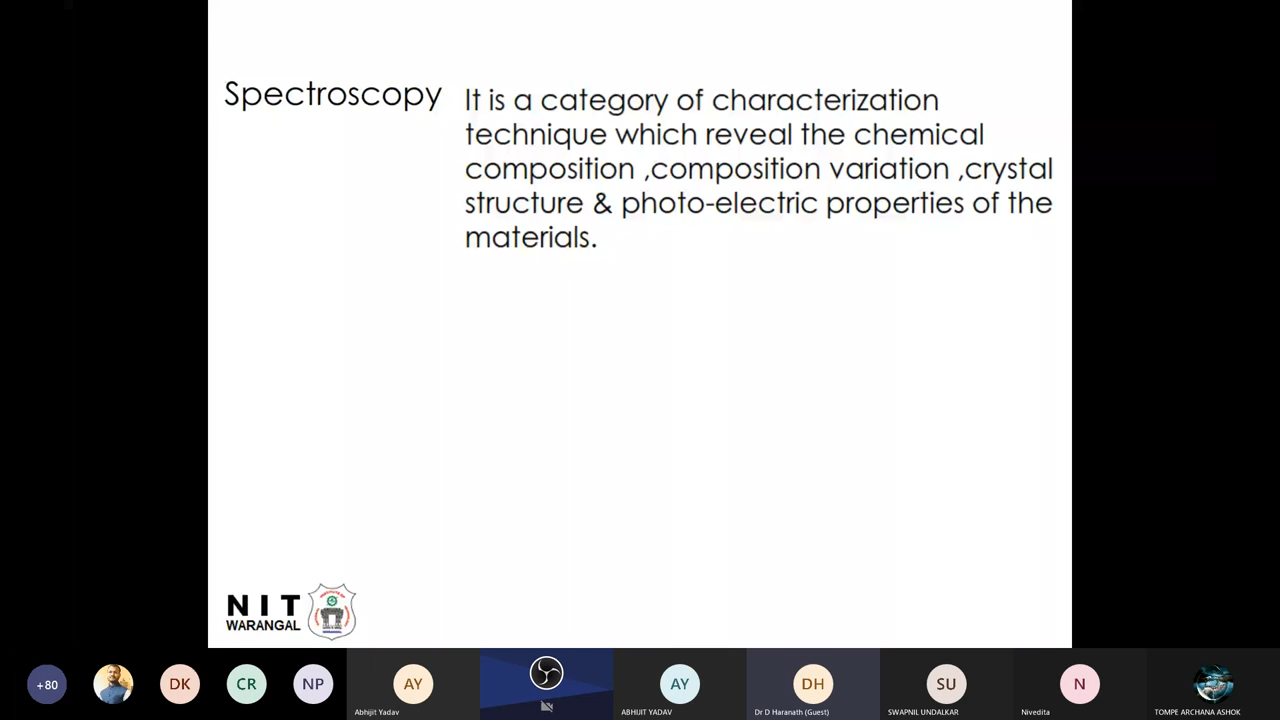 Spectroscopy
It is a category of characterization
technique which reveal the chemical
composition ,composition variation ,crystal
structure & photo-electric properties of the
materials.
NIT
WARANGAL
+80
DK
CR
NP
AY
Abhijit Yadav
AY
ABHIJIT YADAV
DH
Dr D Haranath (Guest)
SU
SWAPNIL UNDALKAR
N
Nivedita
TOMPE ARCHANA ASHOK